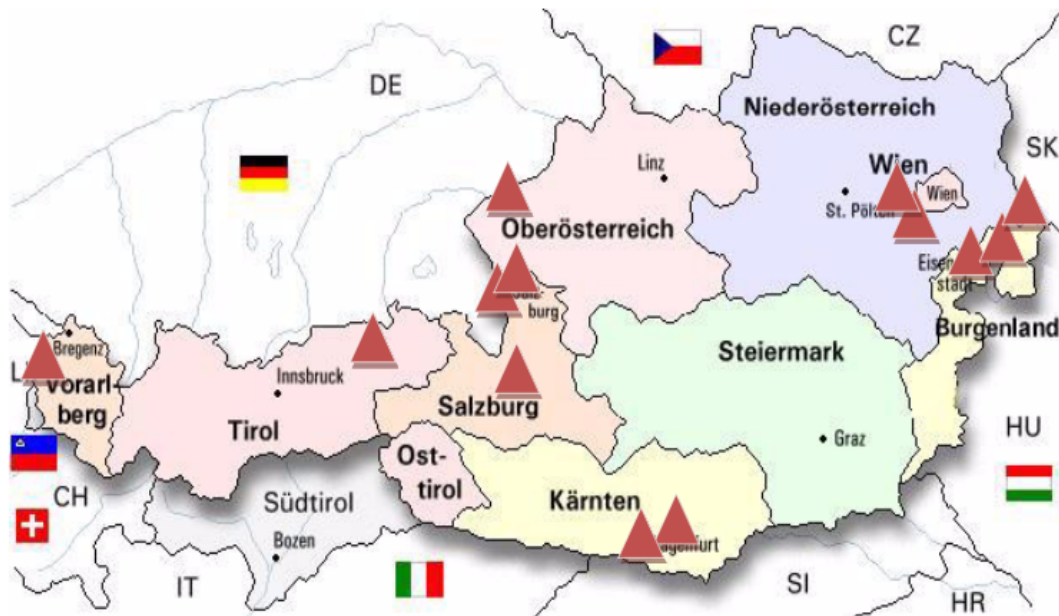 CZ
DE
Niederösterreich
SK
Linz
Wien
Wien
St. Pölten
Oberösterreich
burg
stadt
Burgenland
Bregenz
Steiermark
Vorarl-
berg
Innsbruck
Salzburg
Tirol
Graz
HU
Ost-
tirol
CH
Südtirol
Kärnten
Bozen
IT
SI
HR